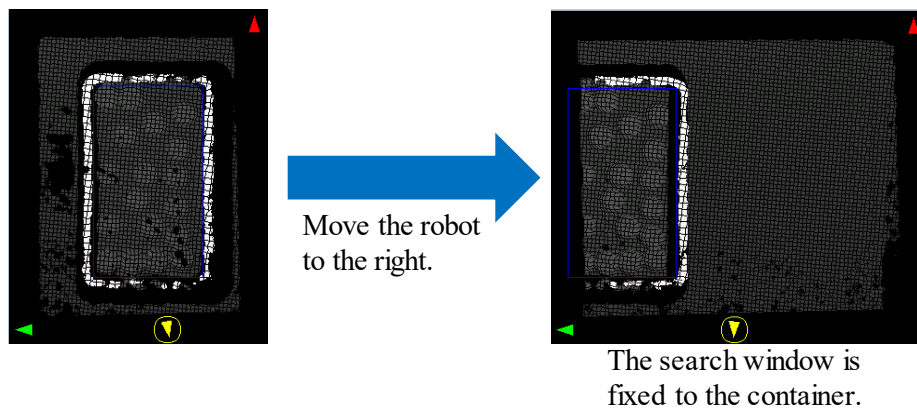 Move the robot
to the right.
The search window is
fixed to the container.